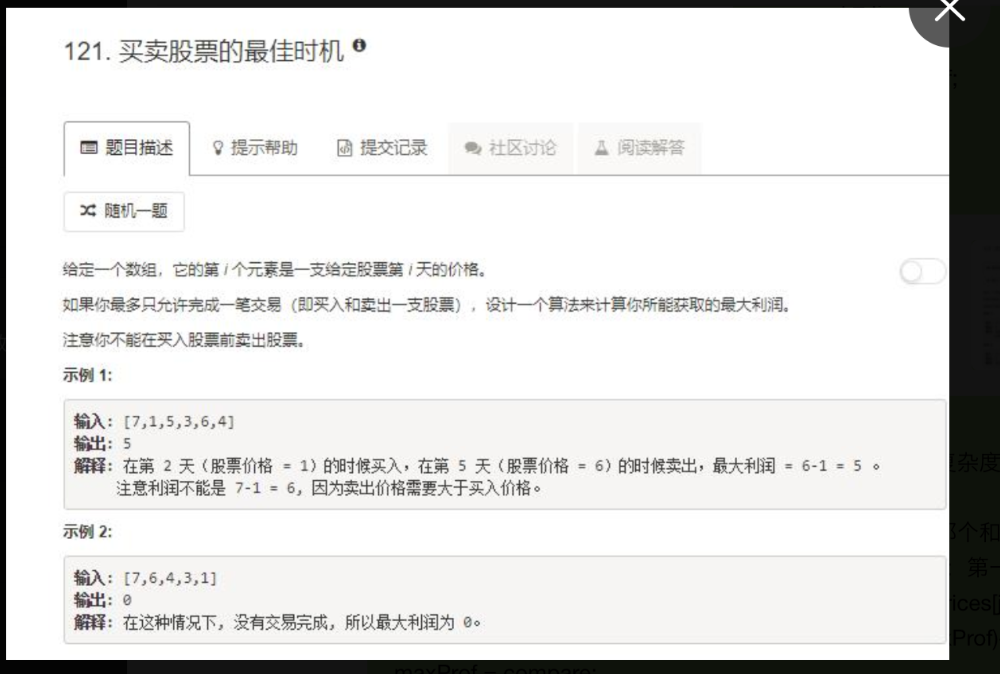 121. 买卖股票的最佳时机
题目描述 提示帮助 提交记录 社区讨论 阅读解答
随机一题
给定一个数组，它的第 i 个元素是一支给定股票第 i 天的价格。
如果你最多只允许完成一笔交易（即买入和卖出一支股票），设计一个算法来计算你所能获取的最大利润。
注意你不能在买入股票前卖出股票。
示例 1:
输入: [7,1,5,3,6,4]
输出: 5
解释: 在第 2 天（股票价格 = 1）的时候买入，在第 5 天（股票价格 = 6）的时候卖出，最大利润 = 6-1 = 5 。
注意利润不能是 7-1 = 6, 因为卖出价格需要大于买入价格。
示例 2:
输入: [7,6,4,3,1]
输出: 0
解释: 在这种情况下, 没有交易完成, 所以最大利润为 0。
复杂度
个和
第一
rices[j
Prof)
maxProf = compare;